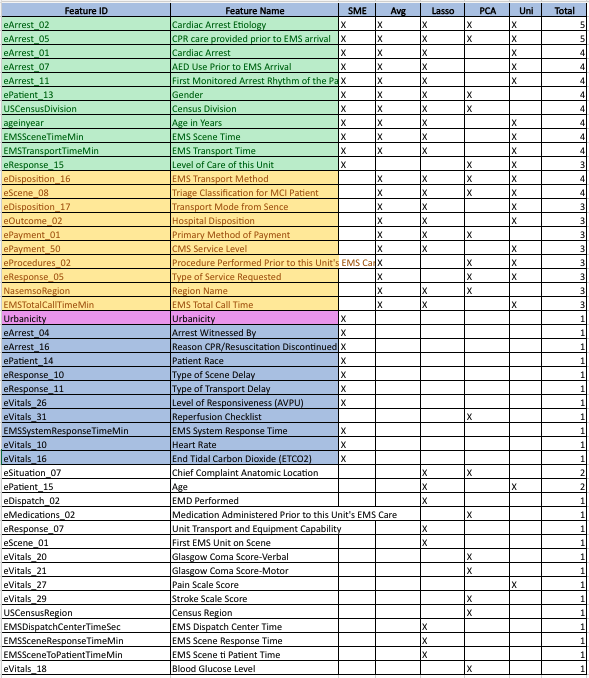 Feature ID Feature Name SME Avg Lasso PCA Uni Total
eArrest_02 Cardiac Arrest Etiology X X X X X 5
eArrest_05 CPR care provided prior to EMS arrival X X X X X 5
eArrest_01 Cardiac Arrest X X X X 4
eArrest_07 AED Use Prior to EMS Arrival X X X X 4
eArrest_11 First Monitored Arrest Rhythm of the Pa X X X X 4
ePatient_13 Gender X X X X 4
USCensusDivision Census Division X X X X 4
ageinyear Age in Years X X X X 4
EMSSceneTimeMin EMS Scene Time X X X X 4
EMSTransportTimeMin EMS Transport Time X X X X 4
eResponse_15 Level of Care of this Unit X X X 3
eDisposition_16 EMS Transport Method X X X X 4
eScene_08 Triage Classification for MCI Patient X X X X 4
eDisposition_17 Transport Mode from Sence X X X 3
eOutcome_02 Hospital Disposition X X X 3
ePayment_01 Primary Method of Payment X X X 3
ePayment_50 CMS Service Level X X X 3
eProcedures_02 Procedure Performed Prior to this Unit's EMS Car X X X 3
eResponse_05 Type of Service Requested X X X 3
NasemsoRegion Region Name X X X 3
EMSTotalCallTimeMin EMS Total Call Time X X X 3
Urbanicity Urbanicity X 1
eArrest_04 Arrest Witnessed By X 1
eArrest_16 Reason CPR/Resuscitation Discontinued X 1
ePatient_14 Patient Race X 1
eResponse_10 Type of Scene Delay X 1
eResponse_11 Type of Transport Delay X 1
eVitals_26 Level of Responsiveness (AVPU) X 1
eVitals_31 Reperfusion Checklist X 1
EMSSystemResponseTimeMin EMS System Response Time X 1
eVitals_10 Heart Rate X 1
eVitals_16 End Tidal Carbon Dioxide (ETCO2) X 1
eSituation_07 Chief Complaint Anatomic Location X X 2
ePatient_15 Age X X 2
eDispatch_02 EMD Performed X 1
eMedications_02 Medication Administered Prior to this Unit's EMS Care X 1
eResponse_07 Unit Transport and Equipment Capability X 1
eScene_01 First EMS Unit on Scene X 1
eVitals_20 Glasgow Coma Score-Verbal X 1
eVitals_21 Glasgow Coma Score-Motor X 1
eVitals_27 Pain Scale Score X 1
eVitals_29 Stroke Scale Score X 1
USCensusRegion Census Region X 1
EMSDispatchCenterTimeSec EMS Dispatch Center Time X 1
EMSSceneResponseTimeMin EMS Scene Response Time X 1
EMSSceneToPatientTimeMin EMS Scene ti Patient Time X 1
eVitals_18 Blood Glucose Level X 1